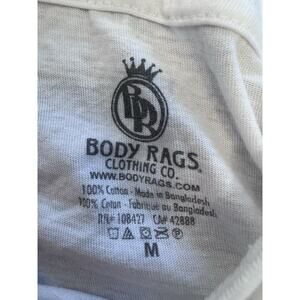 BR
BODY RAGS
CLOTHING CO.
WWW.BODYRAGS.COM
100% Cotton - Made in Bangladesh
100% Coton - Fabriqué au Bangladesh
RN# 108427 CA# 42888
M